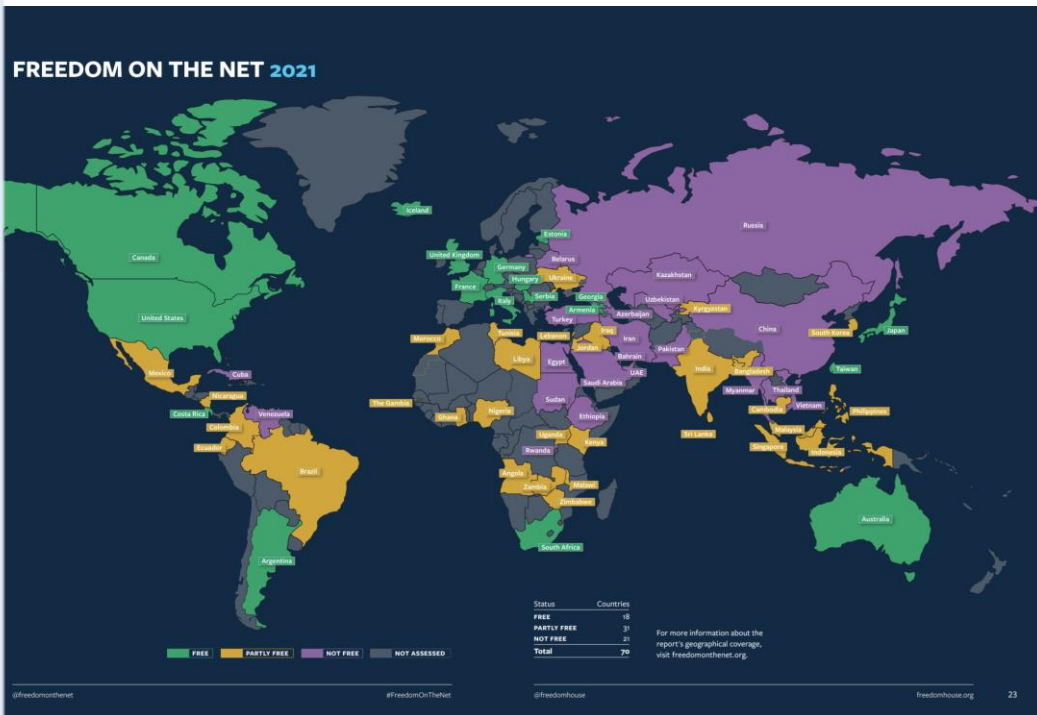 FREEDOM ON THE NET 2021
Iceland
Russia
Estonia
United Kingdom
Belarus
Canada
Germany
Kazakhstan
Hungary
Ukraine
France
Italy
Serbia
Georgia
Uzbekistan
Armenia
Kyrgyzstan
United States
Turkey
Azerbaijan
China
South Korea
Japan
Morocco
Tunisia
Lebanon
Iraq
Iran
Jordan
Pakistan
Libya
Bahrain
Egypt
India
Bangladesh
Taiwan
Mexico
Cuba
UAE
Saudi Arabia
Myanmar
Thailand
Nicaragua
The Gambia
Sudan
Vietnam
Cambodia
Philippines
Costa Rica
Venezuela
Ghana
Nigeria
Ethiopia
Colombia
Sri Lanka
Malaysia
Uganda
Kenya
Singapore
Indonesia
Ecuador
Rwanda
Brazil
Angola
Zambia
Malawi
Zimbabwe
Australia
South Africa
Argentina
Status Countries
FREE 18
PARTLY FREE 31
NOT FREE 21
Total 70
For more information about the
report's geographical coverage,
visit freedomonthenet.org.
FREE PARTLY FREE NOT FREE NOT ASSESSED
@freedomonthenet #FreedomOnTheNet @freedomhouse freedomhouse.org 23